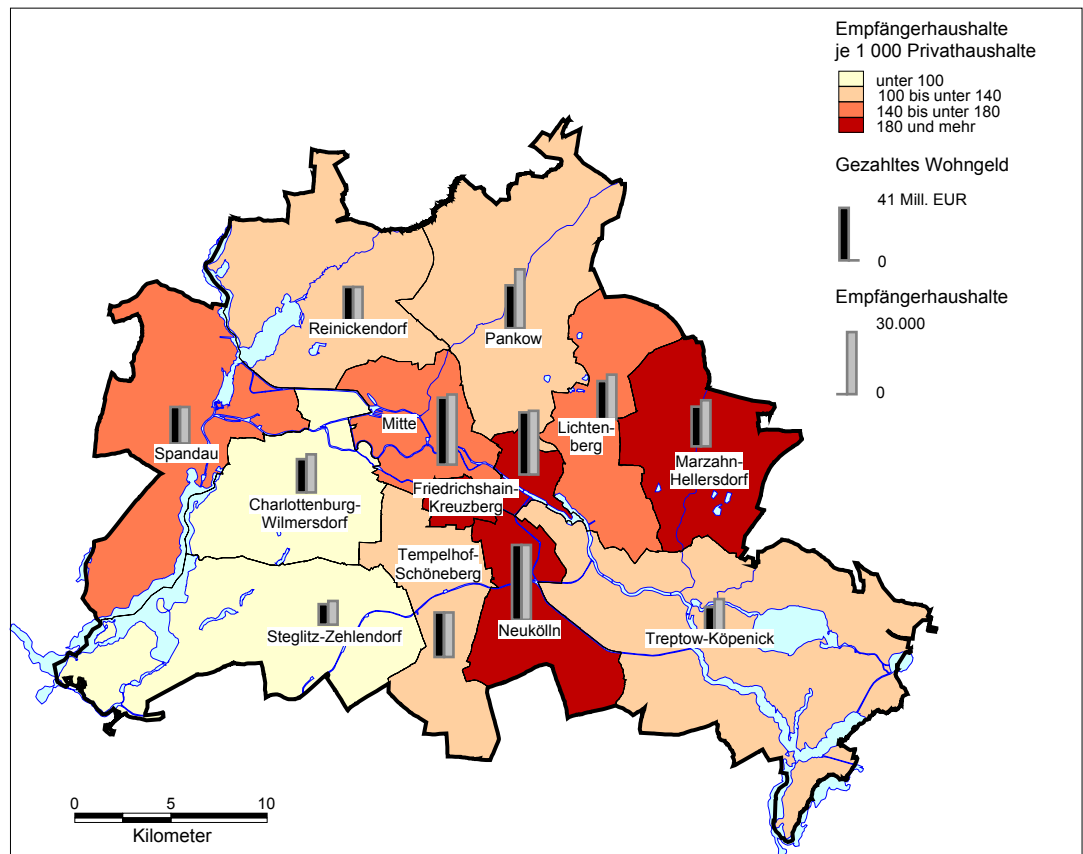 Empfängerhaushalte
je 1 000 Privathaushalte
unter 100
100 bis unter 140
140 bis unter 180
180 und mehr
Gezahltes Wohngeld
41 Mill. EUR
0
Empfängerhaushalte
30.000
0
Reinickendorf
Pankow
Mitte
Lichten-
berg
Spandau
Marzahn-
Hellersdorf
Charlottenburg-
Wilmersdorf
Friedrichshain-
Kreuzberg
Tempelhof-
Schöneberg
Steglitz-Zehlendorf
Neukölln
Treptow-Köpenick
0 5 10
Kilometer